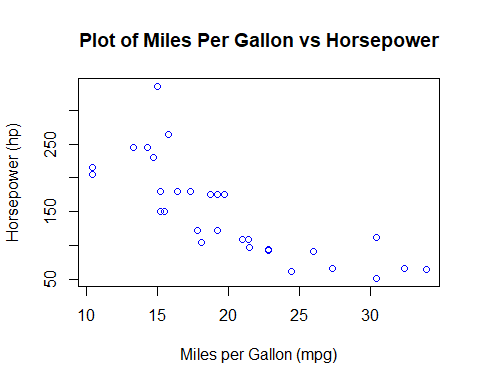 Plot of Miles Per Gallon vs Horsepower
Horsepower (hp)
250
150
50
10 15 20 25 30
Miles per Gallon (mpg)